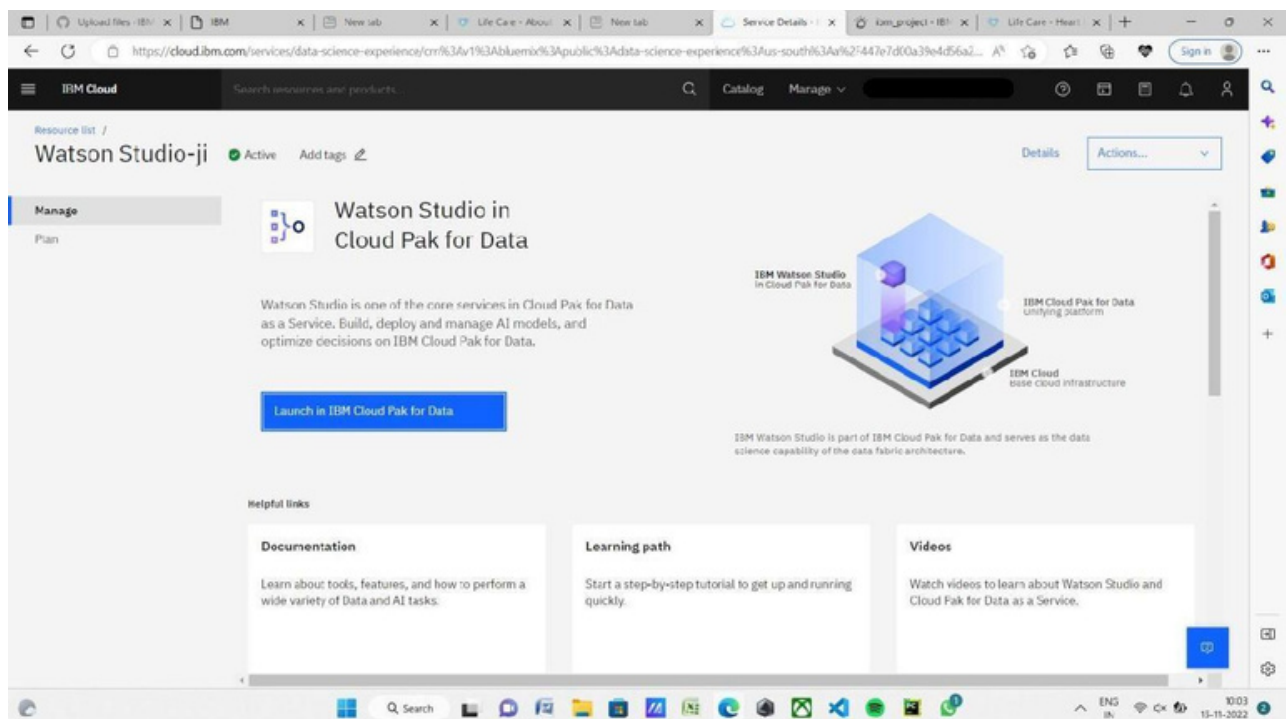 Uploaded files - IBM
IBM
New tab
Life Care - About
New tab
Service Details - I
ibm_project - IBM
Life Care - Heart
https://cloud.ibm.com/services/data-science-experience/crn%3Av1%3Abluemix%3Apublic%3Adata-science-experience%3Aus-south%3Aa%2F447e7d00a39e4d56a2...
Sign in
IBM Cloud
Search resources and products...
Catalog
Manage
Resource list /
Watson Studio-ji
Active
Add tags
Details
Actions...
Manage
Plan
Watson Studio in
Cloud Pak for Data
Watson Studio is one of the core services in Cloud Pak for Data
as a Service. Build, deploy and manage AI models, and
optimize decisions on IBM Cloud Pak for Data.
Launch in IBM Cloud Pak for Data
IBM Watson Studio
in Cloud Pak for Data
IBM Cloud Pak for Data
unifying platform
IBM Cloud
Base cloud infrastructure
IBM Watson Studio is part of IBM Cloud Pak for Data and serves as the data
science capability of the data fabric architecture.
Helpful links
Documentation
Learn about tools, features, and how to perform a
wide variety of Data and AI tasks.
Learning path
Start a step-by-step tutorial to get up and running
quickly.
Videos
Watch videos to learn about Watson Studio and
Cloud Pak for Data as a Service.
Search
ENG
IN
10:03
15-11-2022